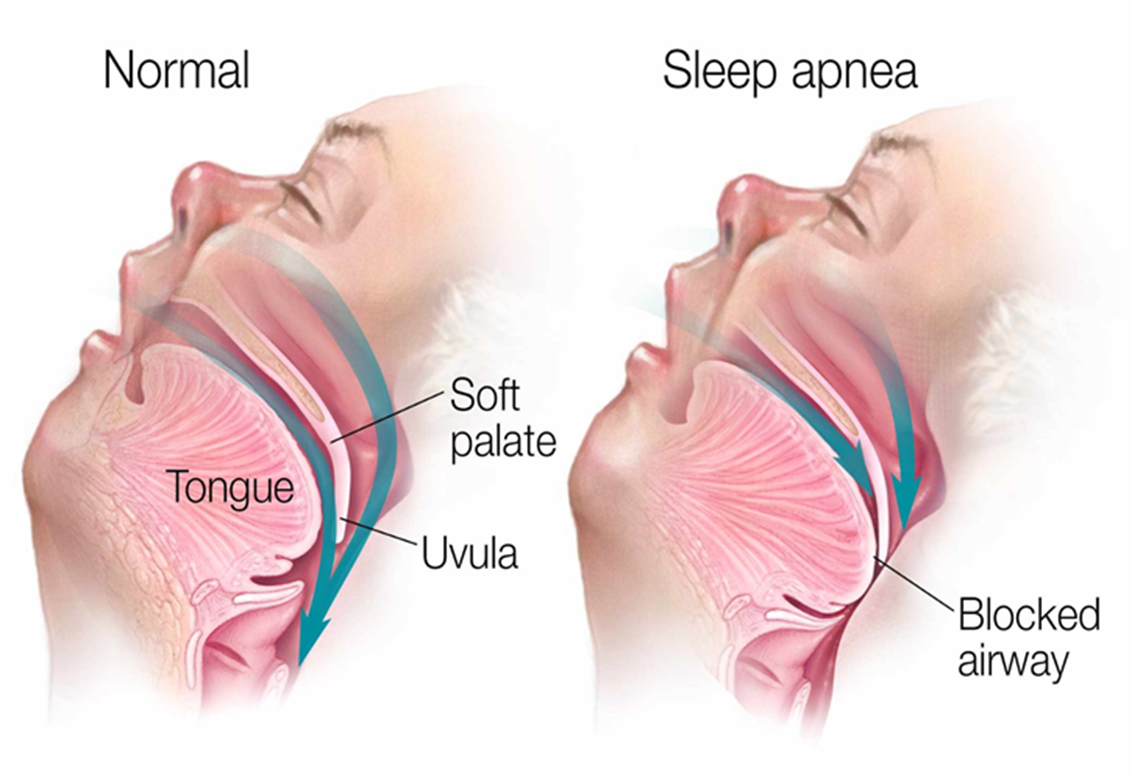 Normal
Soft
palate
Tongue
Uvula
Sleep apnea
Blocked
airway